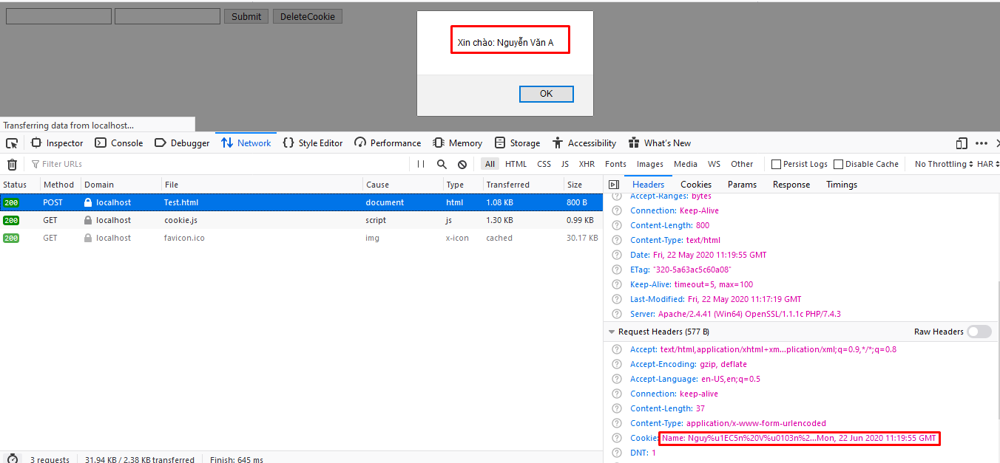 Submit DeleteCookie
Xin chào: Nguyễn Văn A
OK
Transferring data from localhost...
Inspector Console Debugger Network Style Editor Performance Memory Storage Accessibility What's New
Filter URLs All HTML CSS JS XHR Fonts Images Media WS Other Persist Logs Disable Cache No Throttling HAR
Status Method Domain File Cause Type Transferred Size
200 POST localhost Test.html document html 1.08 KB 800 B
200 GET localhost cookie.js script js 1.30 KB 0.99 KB
200 GET localhost favicon.ico img x-icon cached 30.17 KB
Headers Cookies Params Response Timings
Accept-Ranges: bytes
Connection: Keep-Alive
Content-Length: 800
Content-Type: text/html
Date: Fri, 22 May 2020 11:19:55 GMT
ETag: "320-5a63ac5c60a08"
Keep-Alive: timeout=5, max=100
Last-Modified: Fri, 22 May 2020 11:17:19 GMT
Server: Apache/2.4.41 (Win64) OpenSSL/1.1.1c PHP/7.4.3
Request Headers (577 B) Raw Headers
Accept: text/html,application/xhtml+xm...plication/xml;q=0.9,*/*;q=0.8
Accept-Encoding: gzip, deflate
Accept-Language: en-US,en;q=0.5
Connection: keep-alive
Content-Length: 37
Content-Type: application/x-www-form-urlencoded
Cookie: Name: Nguy%u1EC5n%20V%u0103n%2...Mon, 22 Jun 2020 11:19:55 GMT
DNT: 1
3 requests 31.94 KB / 2.38 KB transferred Finish: 645 ms